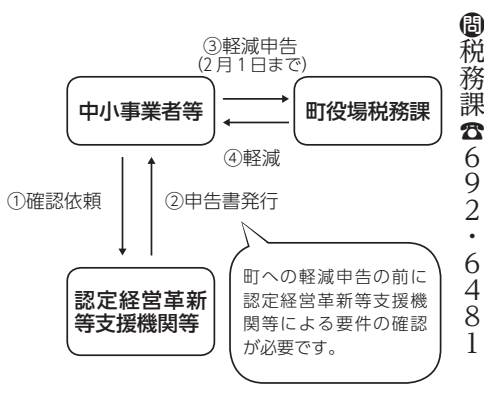 問税務課☎692・6481
③軽減申告
(2月1日まで)
中小事業者等
町役場税務課
④軽減
①確認依頼
②申告書発行
認定経営革新
等支援機関等
町への軽減申告の前に
認定経営革新等支援機
関等による要件の確認
が必要です。